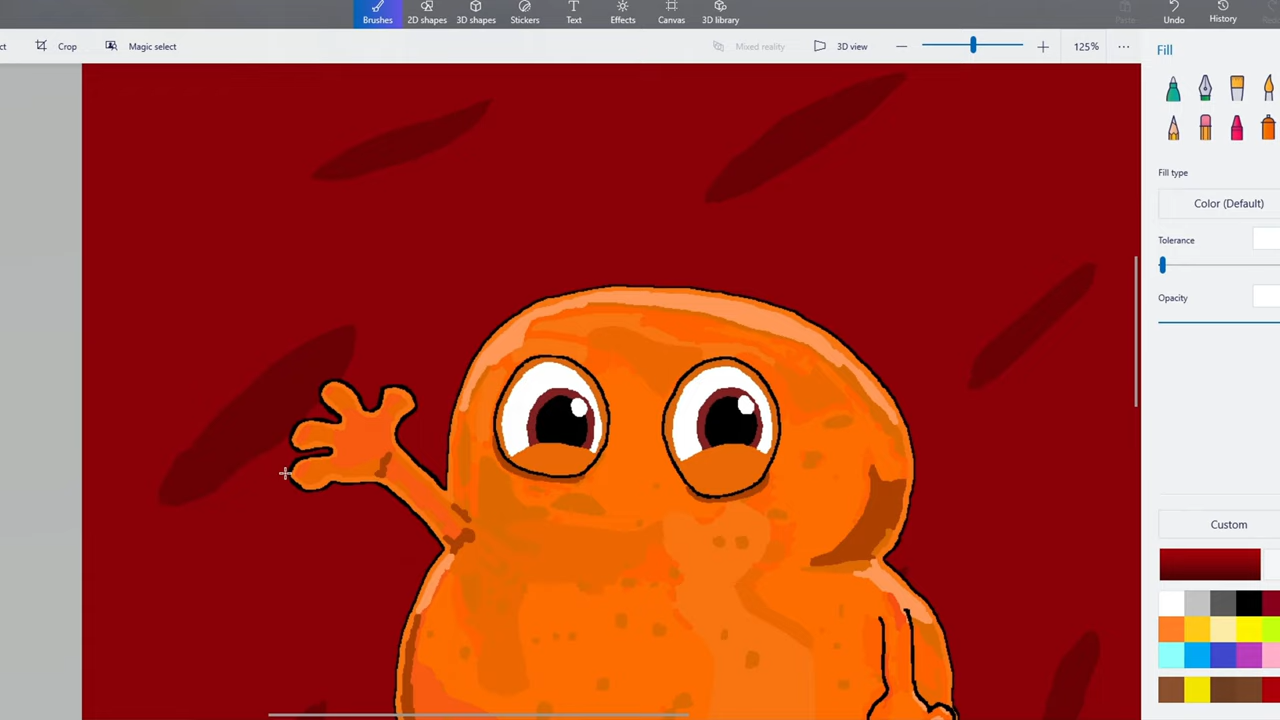 Brushes 2D shapes 3D shapes Stickers Text Effects Canvas 3D library Paste Undo History
Crop Magic select Mixed reality 3D view 125%
Fill
Fill type
Color (Default)
Tolerance
Opacity
Custom